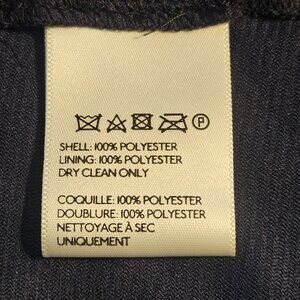 P
SHELL: 100% POLYESTER
LINING: 100% POLYESTER
DRY CLEAN ONLY
COQUILLE: 100% POLYESTER
DOUBLURE: 100% POLYESTER
NETTOYAGE À SEC
UNIQUEMENT